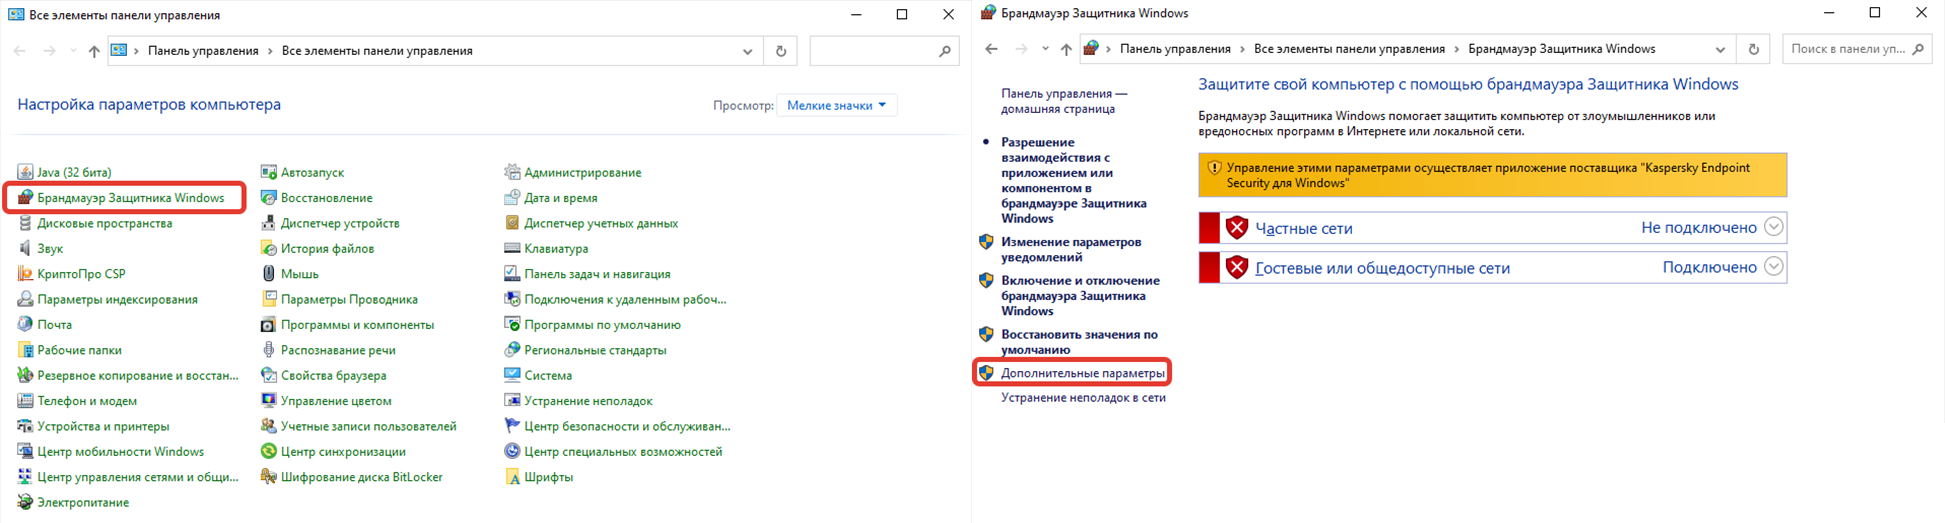 Все элементы панели управления
Панель управления
Все элементы панели управления
Настройка параметров компьютера
Просмотр:
Мелкие значки
Java (32 бита)
Брандмауэр Защитника Windows
Дисковые пространства
Звук
КриптоПро CSP
Параметры индексирования
Почта
Рабочие папки
Резервное копирование и восстан...
Телефон и модем
Устройства и принтеры
Центр мобильности Windows
Центр управления сетями и общи...
Электропитание
Автозапуск
Восстановление
Диспетчер устройств
История файлов
Мышь
Параметры Проводника
Программы и компоненты
Распознавание речи
Свойства браузера
Управление цветом
Учетные записи пользователей
Центр синхронизации
Шифрование диска BitLocker
Администрирование
Дата и время
Диспетчер учетных данных
Клавиатура
Панель задач и навигация
Подключения к удаленным рабоч...
Программы по умолчанию
Региональные стандарты
Система
Устранение неполадок
Центр безопасности и обслуживан...
Центр специальных возможностей
Шрифты
Брандмауэр Защитника Windows
Панель управления
Все элементы панели управления
Брандмауэр Защитника Windows
Поиск в панели уп...
Панель управления —
домашняя страница
Разрешение
взаимодействия с
приложением или
компонентом в
брандмауэре Защитника
Windows
Изменение параметров
уведомлений
Включение и отключение
брандмауэра Защитника
Windows
Восстановить значения по
умолчанию
Дополнительные параметры
Устранение неполадок в сети
Защитите свой компьютер с помощью брандмауэра Защитника Windows
Брандмауэр Защитника Windows помогает защитить компьютер от злоумышленников или
вредоносных программ в Интернете или локальной сети.
Управление этими параметрами осуществляет приложение поставщика "Kaspersky Endpoint
Security для Windows"
Частные сети
Не подключено
Гостевые или общедоступные сети
Подключено